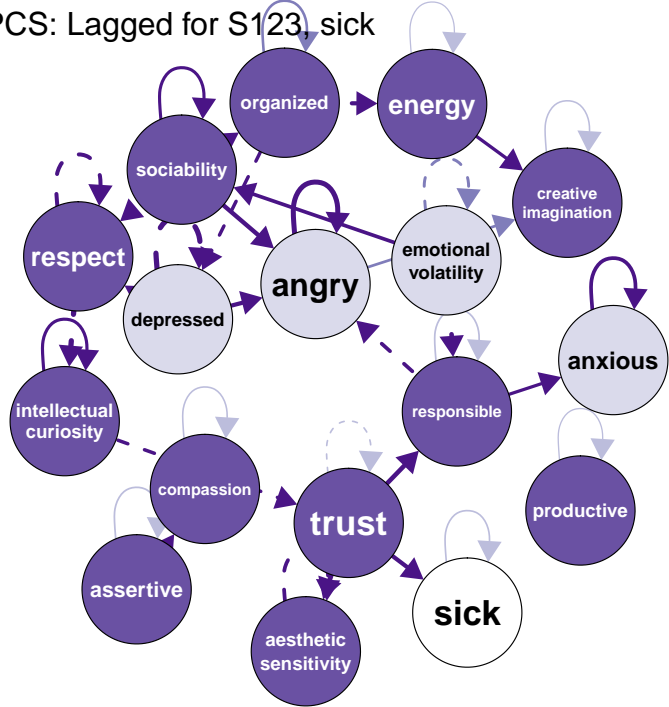 PCS: Lagged for S123, sick
organized
energy
sociability
creative
imagination
respect
emotional
volatility
angry
depressed
anxious
intellectual
curiosity
responsible
compassion
productive
trust
assertive
sick
aesthetic
sensitivity